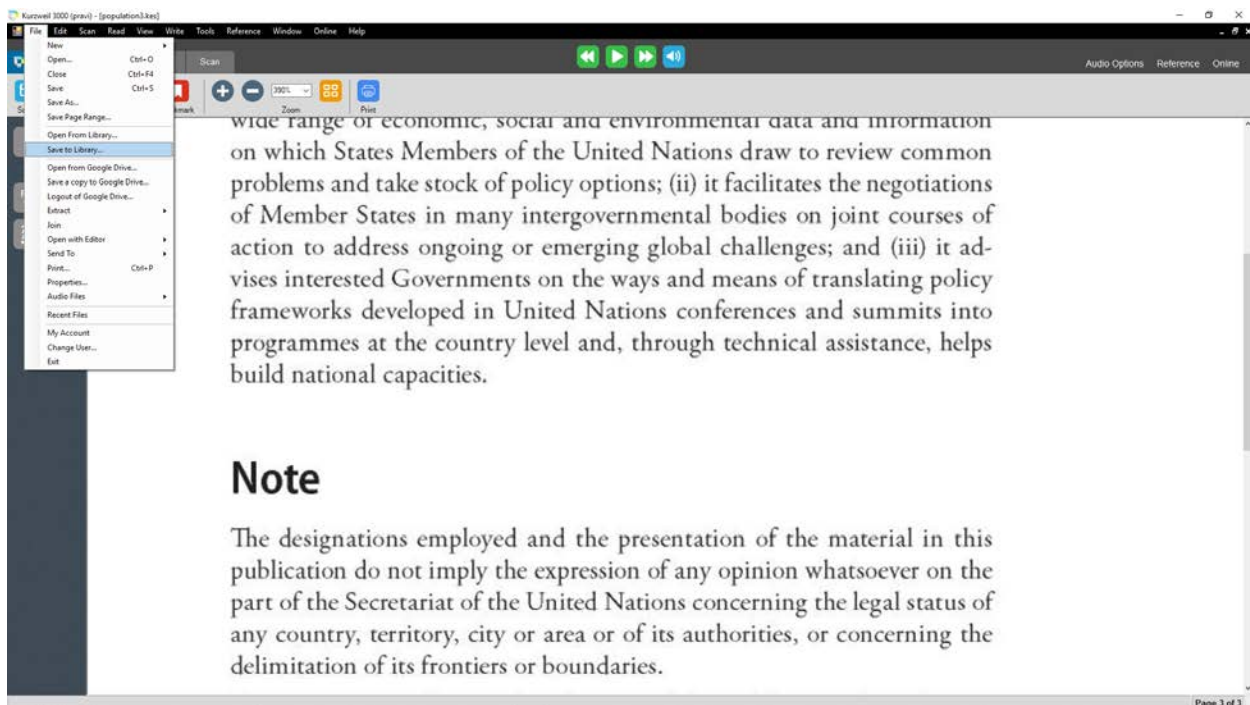 Kurzweil 3000 (pravi) - [population3.kes]
File Edit Scan Read View Write Tools Reference Window Online Help
New
Open... Ctrl+O
Close Ctrl+F4
Save Ctrl+S
Save As...
Save Page Range...
Open From Library...
Save to Library...
Open from Google Drive...
Save a copy to Google Drive...
Logout of Google Drive...
Extract
Join
Open with Editor
Send To
Print... Ctrl+P
Properties...
Audio Files
Recent Files
My Account
Change User...
Exit
Scan
Audio Options Reference Online
390%
Zoom
Print
wide range of economic, social and environmental data and information
on which States Members of the United Nations draw to review common
problems and take stock of policy options; (ii) it facilitates the negotiations
of Member States in many intergovernmental bodies on joint courses of
action to address ongoing or emerging global challenges; and (iii) it ad-
vises interested Governments on the ways and means of translating policy
frameworks developed in United Nations conferences and summits into
programmes at the country level and, through technical assistance, helps
build national capacities.
Note
The designations employed and the presentation of the material in this
publication do not imply the expression of any opinion whatsoever on the
part of the Secretariat of the United Nations concerning the legal status of
any country, territory, city or area or of its authorities, or concerning the
delimitation of its frontiers or boundaries.
Page 3 of 3